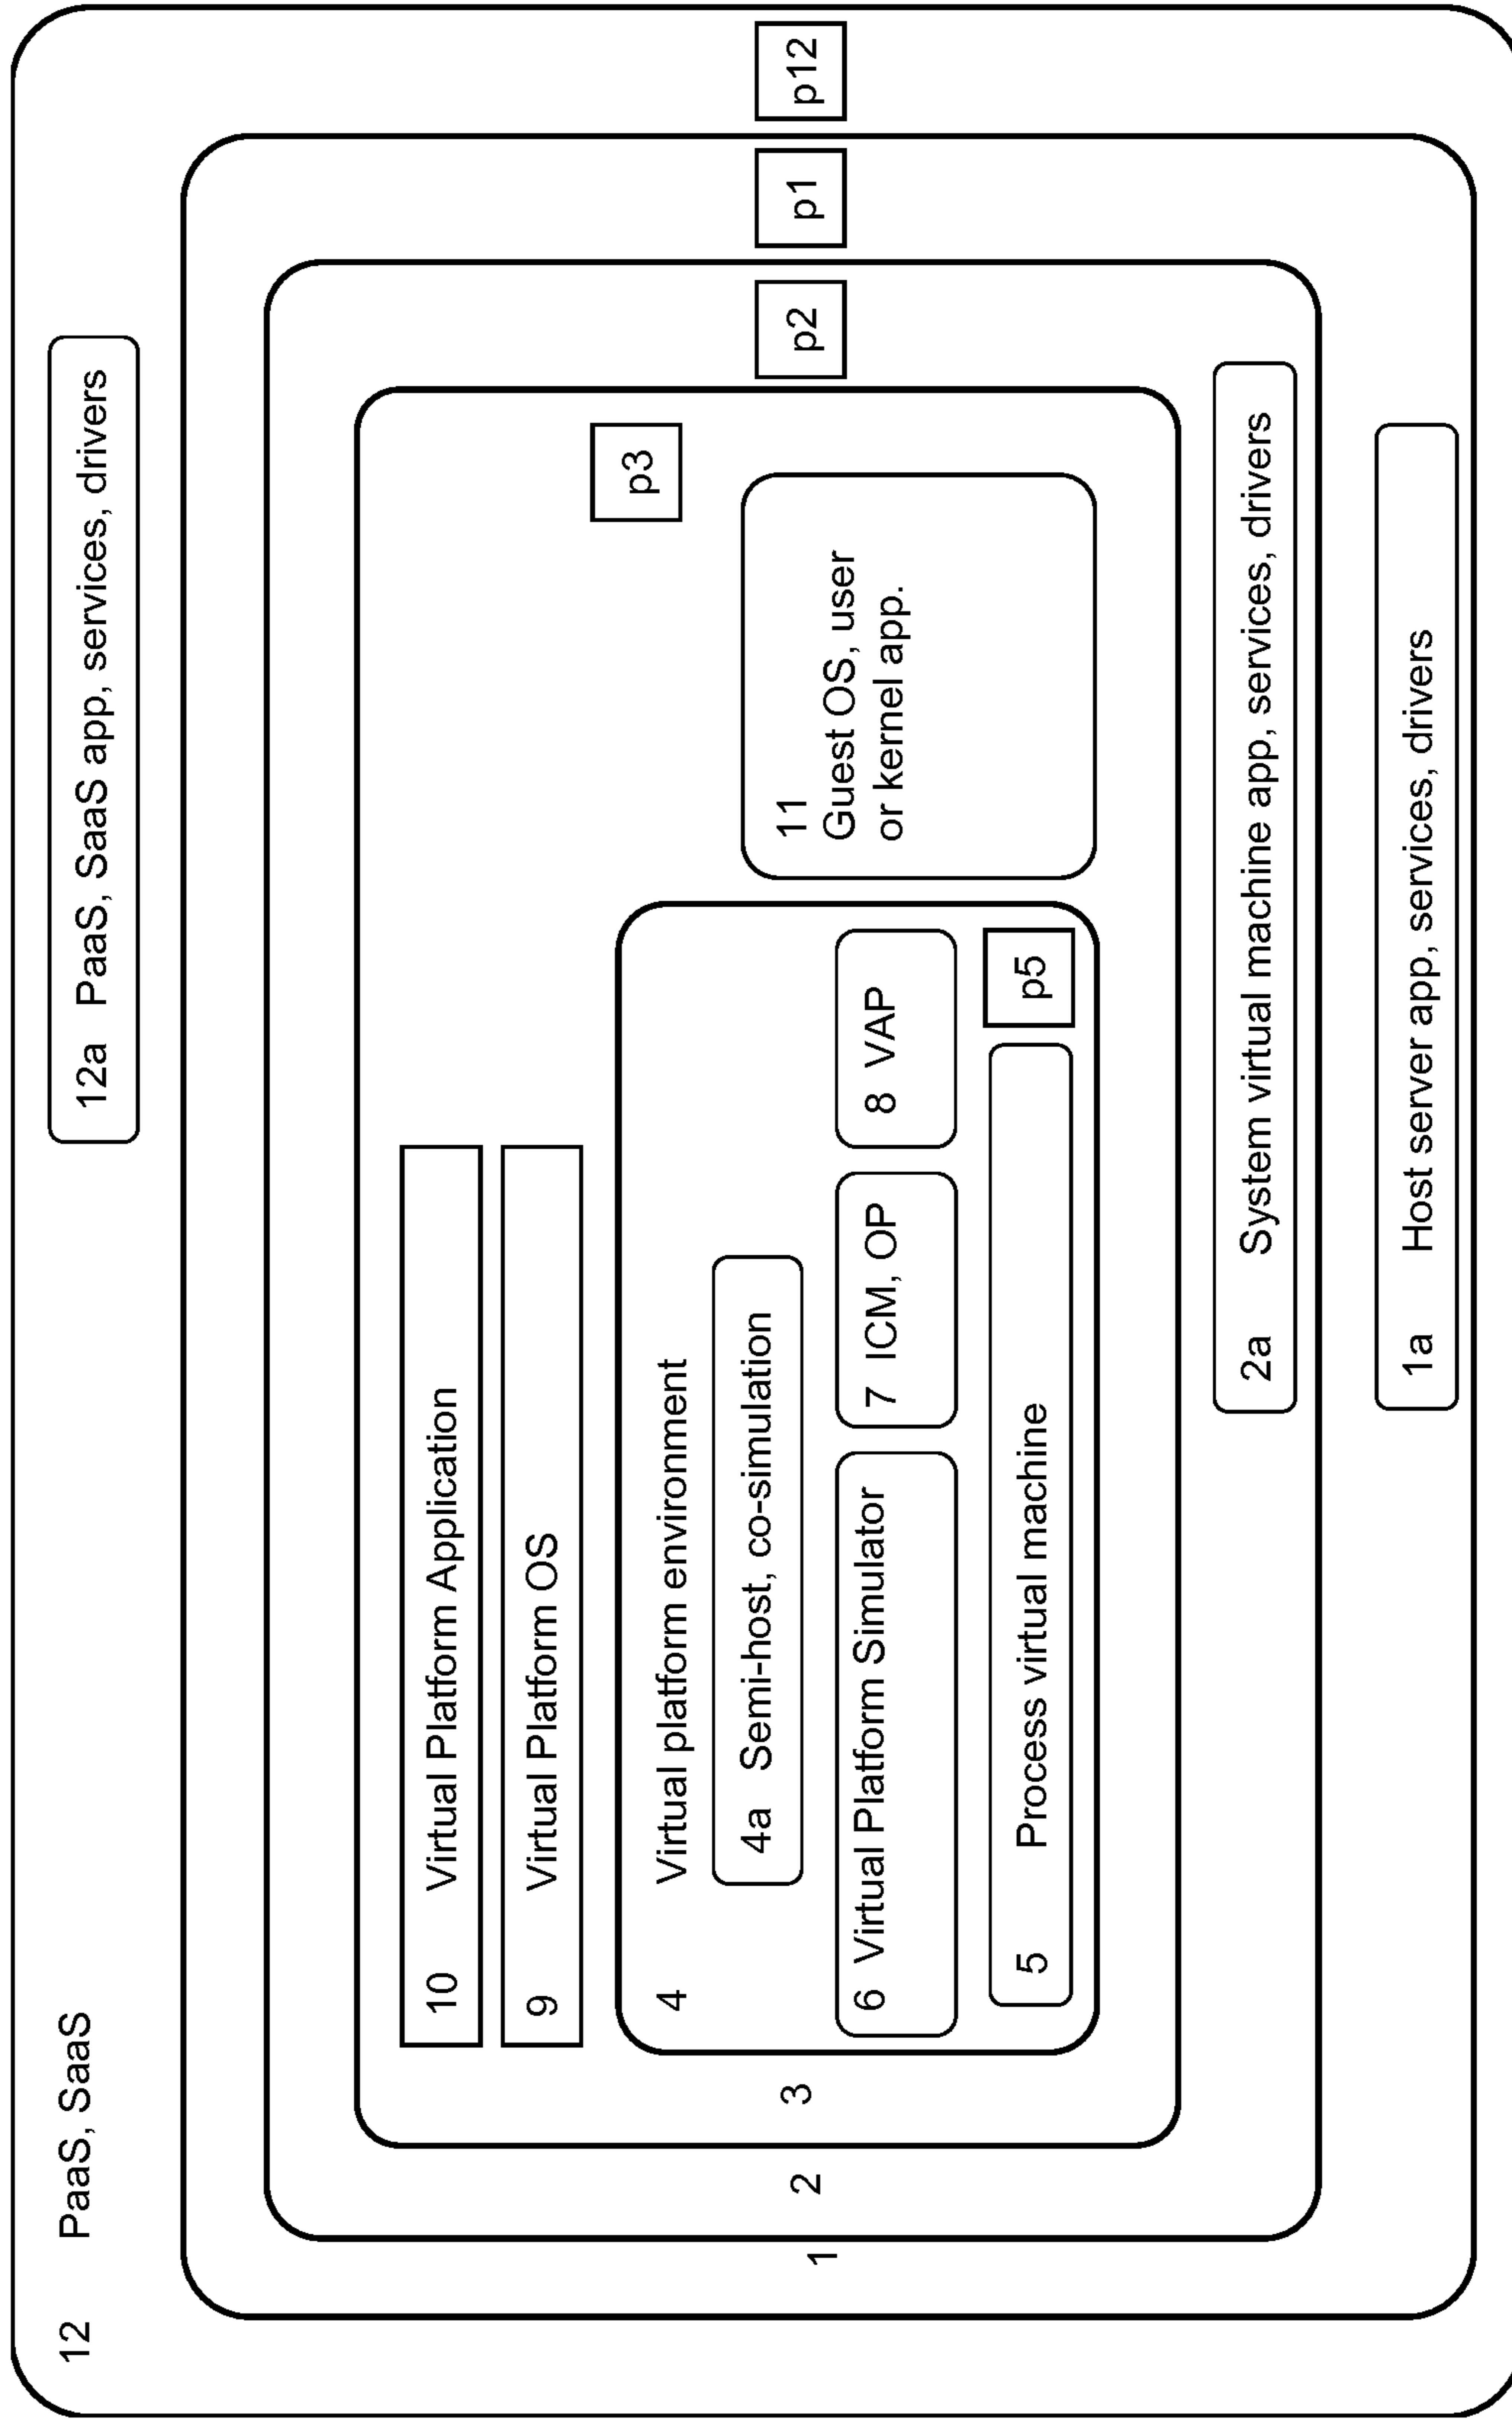 12 PaaS, SaaS
12a PaaS, SaaS app, services, drivers
10 Virtual Platform Application
9 Virtual Platform OS
p3
4 Virtual platform environment
4a Semi-host, co-simulation
6 Virtual Platform Simulator
7 ICM, OP
8 VAP
5 Process virtual machine
p5
11
Guest OS, user
or kernel app.
1
2
3
p2
p1
p12
2a System virtual machine app, services, drivers
1a Host server app, services, drivers